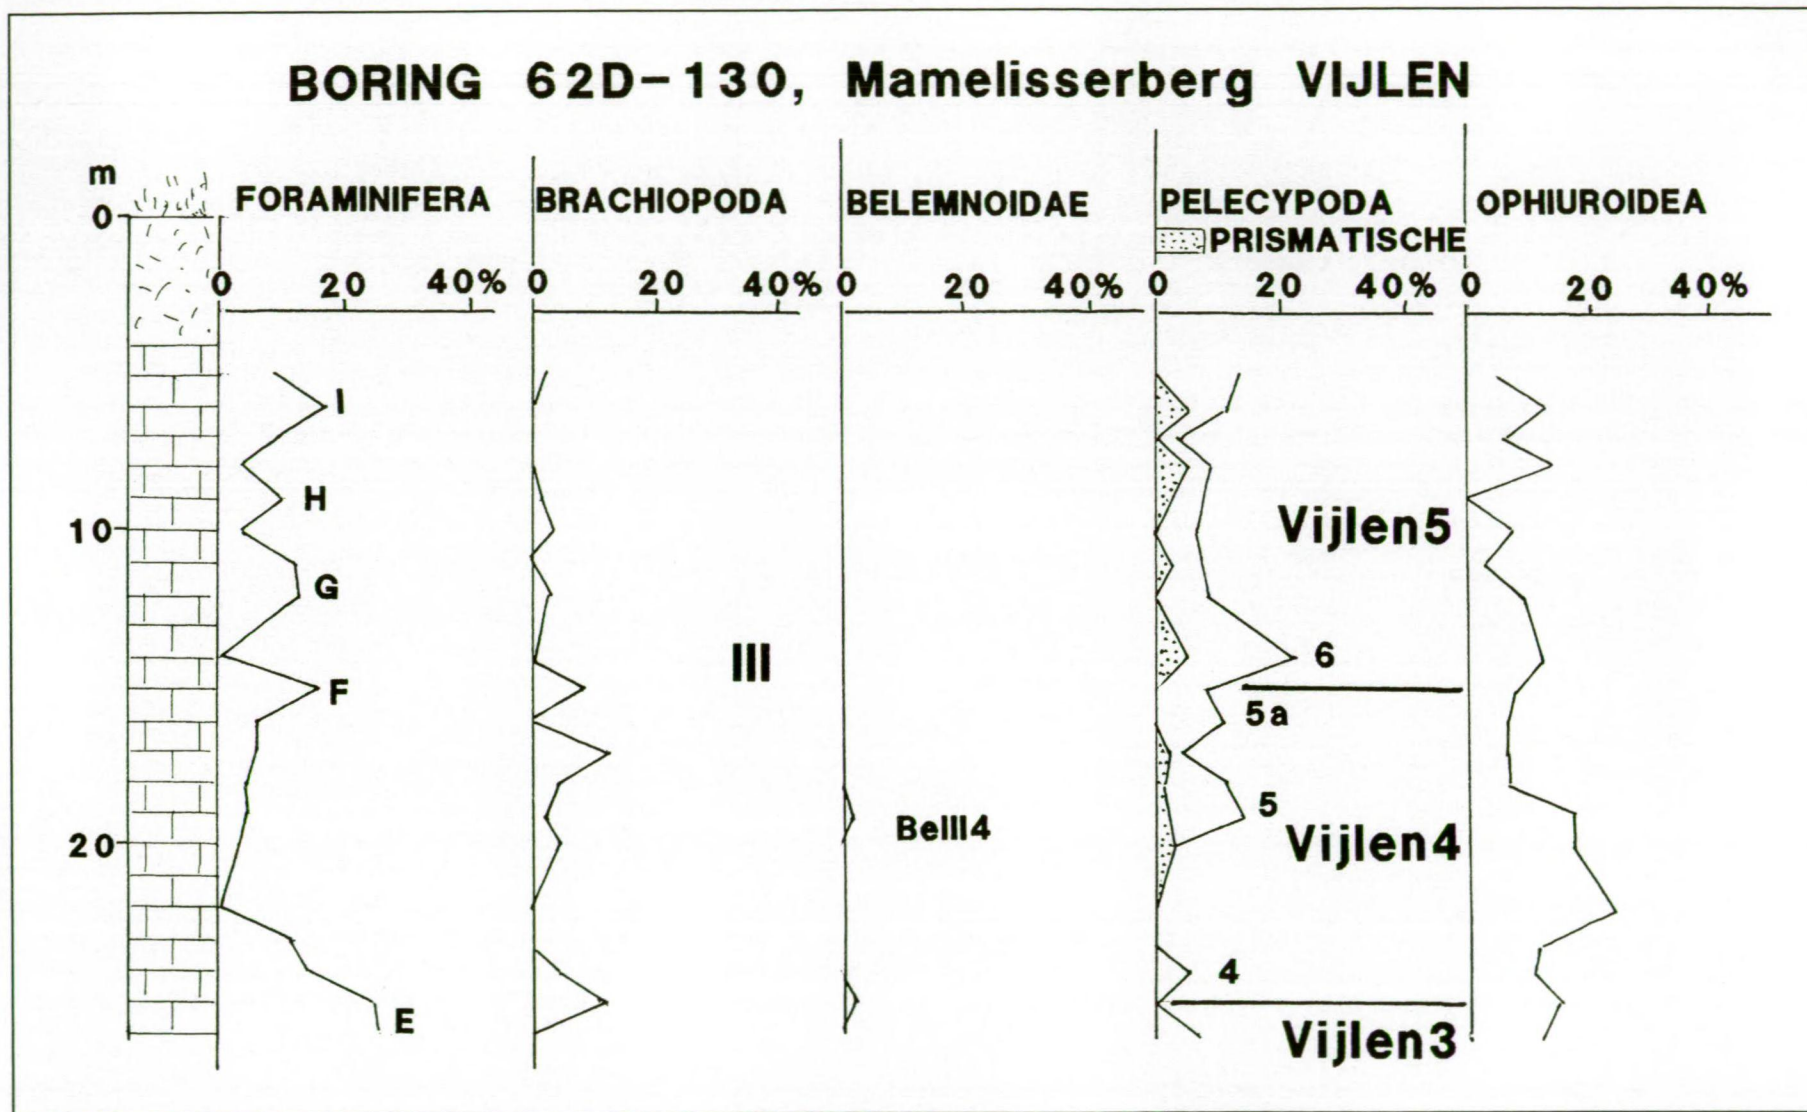 BORING 62D-130, Mamelisserberg VIJLEN
m
FORAMINIFERA BRACHIOPODA BELEMNOIDAE PELECYPODA OPHIUROIDEA
0
PRISMATISCHE
0 20 40% 0 20 40% 0 20 40% 0 20 40% 0 20 40%
I
H
10
Vijlen5
G
III
6
F
5a
5
BelII4
20
Vijlen4
4
E
Vijlen3